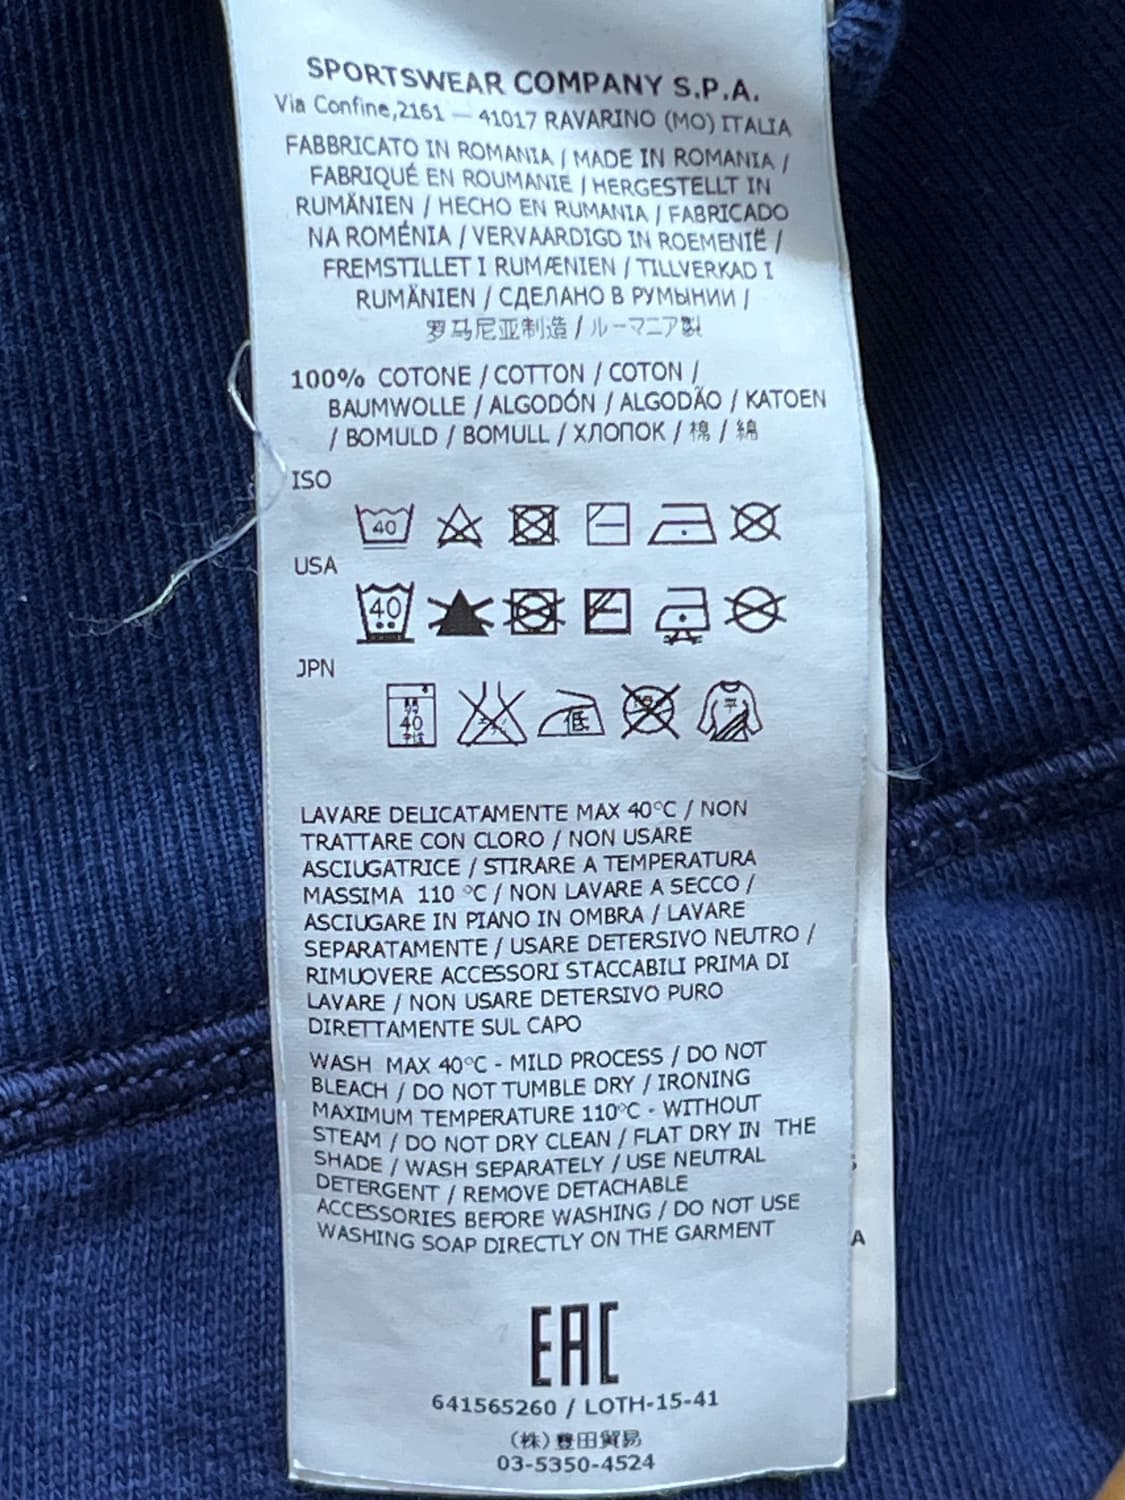 SPORTSWEAR COMPANY S.P.A.
Via Confine,2161 — 41017 RAVARINO (MO) ITALIA
FABBRICATO IN ROMANIA / MADE IN ROMANIA /
FABRIQUÉ EN ROUMANIE / HERGESTELLT IN
RUMÄNIEN / HECHO EN RUMANIA / FABRICADO
NA ROMÉNIA / VERVAARDIGD IN ROEMENIË /
FREMSTILLET I RUMÆNIEN / TILLVERKAD I
RUMÄNIEN / СДЕЛАНО В РУМЫНИИ /
罗马尼亚制造 / ルーマニア製
100% COTONE / COTTON / COTON /
BAUMWOLLE / ALGODÓN / ALGODÃO / KATOEN
/ BOMULD / BOMULL / ХЛОПОК / 棉 / 綿
ISO
40
USA
40
JPN
40
低
平
LAVARE DELICATAMENTE MAX 40°C / NON
TRATTARE CON CLORO / NON USARE
ASCIUGATRICE / STIRARE A TEMPERATURA
MASSIMA 110 °C / NON LAVARE A SECCO /
ASCIUGARE IN PIANO IN OMBRA / LAVARE
SEPARATAMENTE / USARE DETERSIVO NEUTRO /
RIMUOVERE ACCESSORI STACCABILI PRIMA DI
LAVARE / NON USARE DETERSIVO PURO
DIRETTAMENTE SUL CAPO
WASH MAX 40°C - MILD PROCESS / DO NOT
BLEACH / DO NOT TUMBLE DRY / IRONING
MAXIMUM TEMPERATURE 110°C - WITHOUT
STEAM / DO NOT DRY CLEAN / FLAT DRY IN THE
SHADE / WASH SEPARATELY / USE NEUTRAL
DETERGENT / REMOVE DETACHABLE
ACCESSORIES BEFORE WASHING / DO NOT USE
WASHING SOAP DIRECTLY ON THE GARMENT
A
EAC
641565260 / LOTH-15-41
(株) 豊田貿易
03-5350-4524